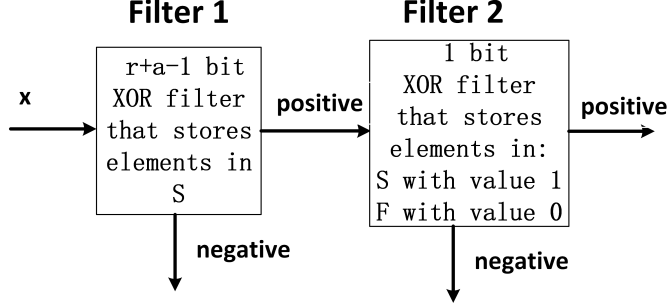 Filter 1
Filter 2
x
r+a-1 bit
XOR filter
that stores
elements in
S
positive
negative
1 bit
XOR filter
that stores
elements in:
S with value 1
F with value 0
positive
negative